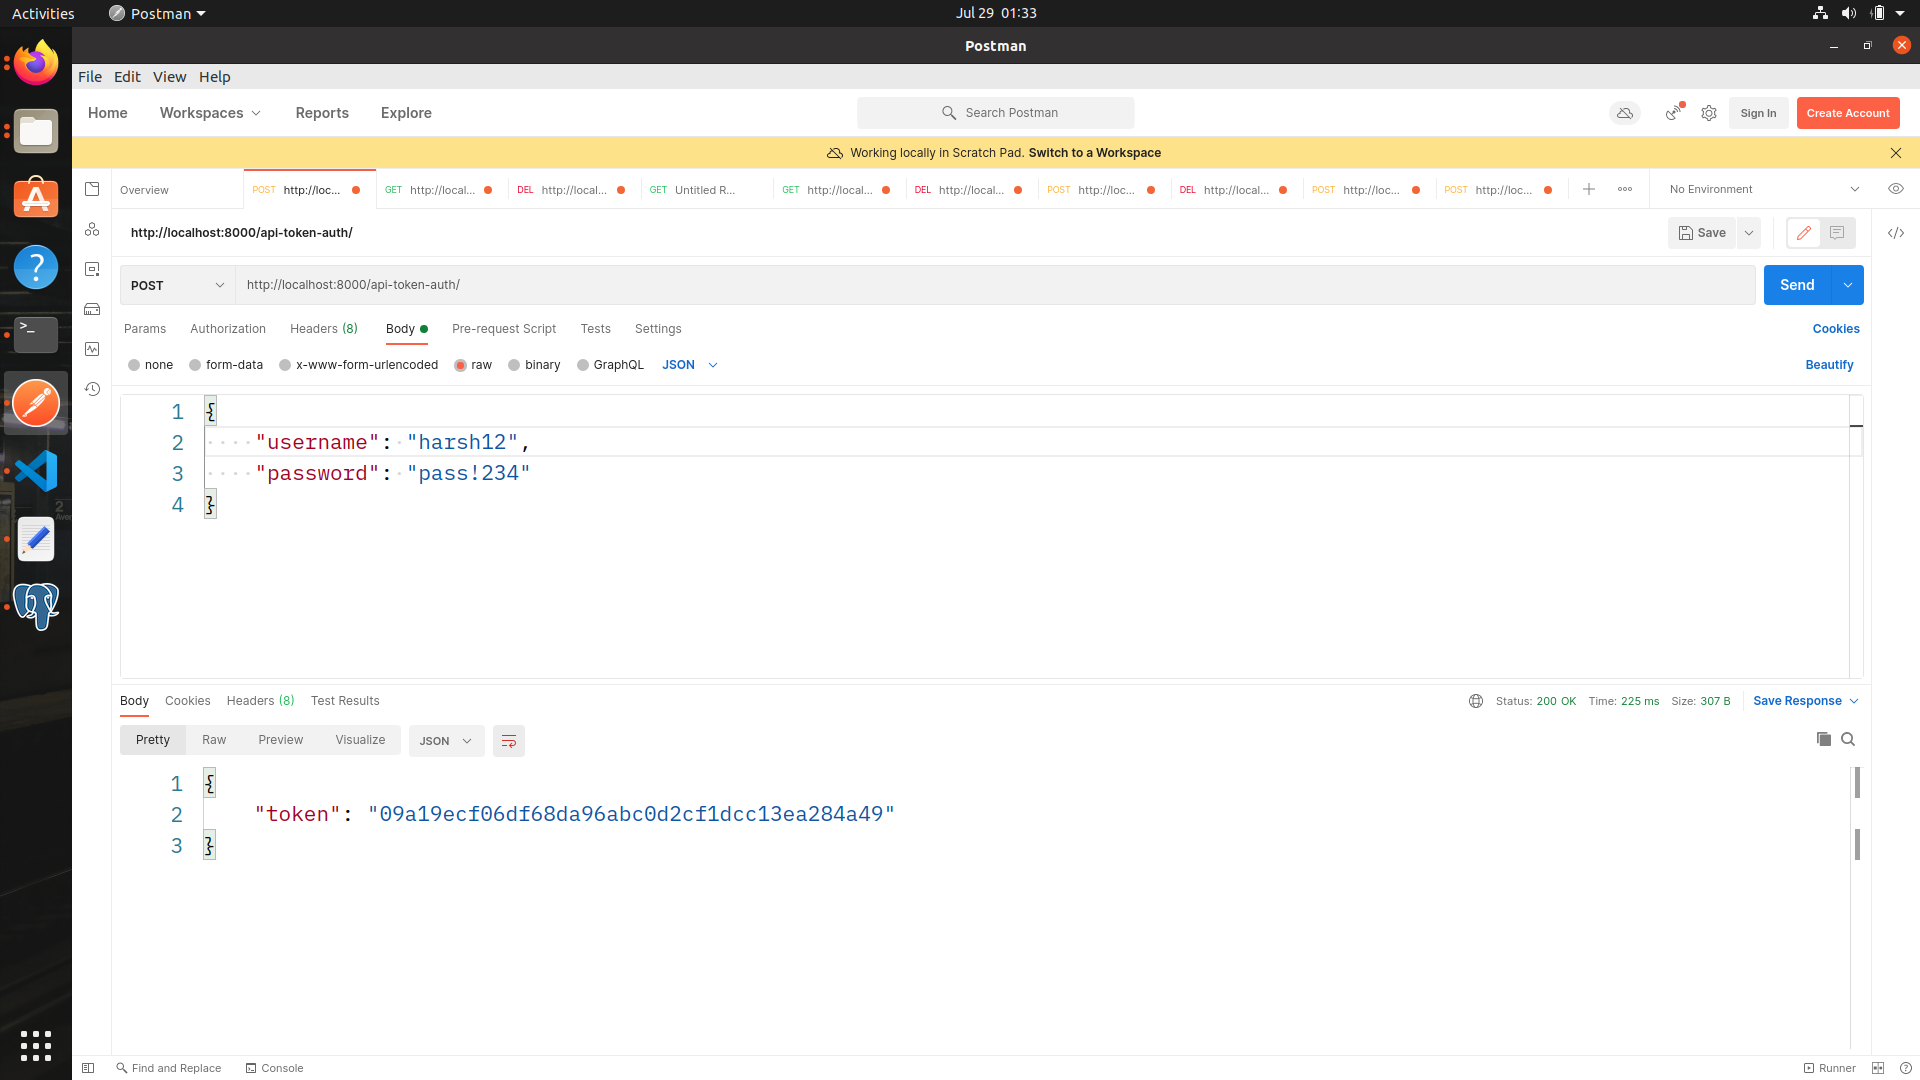 Activities Postman Jul 29 01:33
Postman
File Edit View Help
Home Workspaces Reports Explore Search Postman Sign In Create Account
Working locally in Scratch Pad. Switch to a Workspace
Overview POST http://loc... GET http://local... DEL http://local... GET Untitled R... GET http://local... DEL http://local... POST http://loc... DEL http://local... POST http://loc... POST http://loc... No Environment
http://localhost:8000/api-token-auth/ Save
POST http://localhost:8000/api-token-auth/ Send
Params Authorization Headers (8) Body Pre-request Script Tests Settings Cookies
none form-data x-www-form-urlencoded raw binary GraphQL JSON Beautify
1 {
2 "username": "harsh12",
3 "password": "pass!234"
4 }
Body Cookies Headers (8) Test Results Status: 200 OK Time: 225 ms Size: 307 B Save Response
Pretty Raw Preview Visualize JSON
1 {
2 "token": "09a19ecf06df68da96abc0d2cf1dcc13ea284a49"
3 }
Find and Replace Console Runner